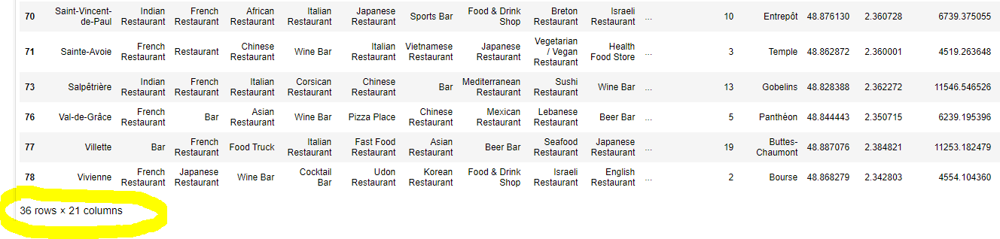 70 Saint-Vincent-de-Paul Indian Restaurant French Restaurant African Restaurant Italian Restaurant Japanese Restaurant Sports Bar Food & Drink Shop Breton Restaurant Israeli Restaurant ... 10 Entrepôt 48.876130 2.360728 6739.375055
71 Sainte-Avoie French Restaurant Restaurant Chinese Restaurant Wine Bar Italian Restaurant Vietnamese Restaurant Japanese Restaurant Vegetarian / Vegan Restaurant Health Food Store ... 3 Temple 48.862872 2.360001 4519.263648
73 Salpêtrière Indian Restaurant French Restaurant Italian Restaurant Corsican Restaurant Chinese Restaurant Bar Mediterranean Restaurant Sushi Restaurant Wine Bar ... 13 Gobelins 48.828388 2.362272 11546.546526
76 Val-de-Grâce French Restaurant Bar Asian Restaurant Wine Bar Pizza Place Chinese Restaurant Mexican Restaurant Lebanese Restaurant Beer Bar ... 5 Panthéon 48.844443 2.350715 6239.195396
77 Villette Bar French Restaurant Food Truck Italian Restaurant Fast Food Restaurant Asian Restaurant Beer Bar Seafood Restaurant Japanese Restaurant ... 19 Buttes-Chaumont 48.887076 2.384821 11253.182479
78 Vivienne French Restaurant Japanese Restaurant Wine Bar Cocktail Bar Udon Restaurant Korean Restaurant Food & Drink Shop Israeli Restaurant English Restaurant ... 2 Bourse 48.868279 2.342803 4554.104360
36 rows × 21 columns